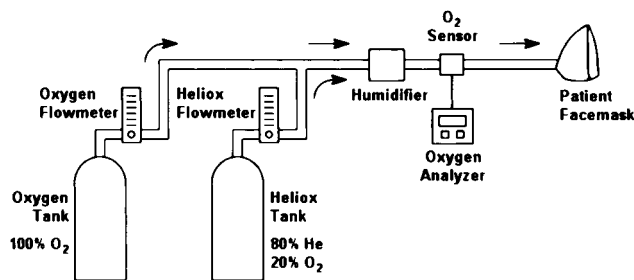 O2
Sensor
Humidifier
Patient
Facemask
Oxygen
Flowmeter
Heliox
Flowmeter
Oxygen
Analyzer
Oxygen
Tank
100% O2
Heliox
Tank
80% He
20% O2